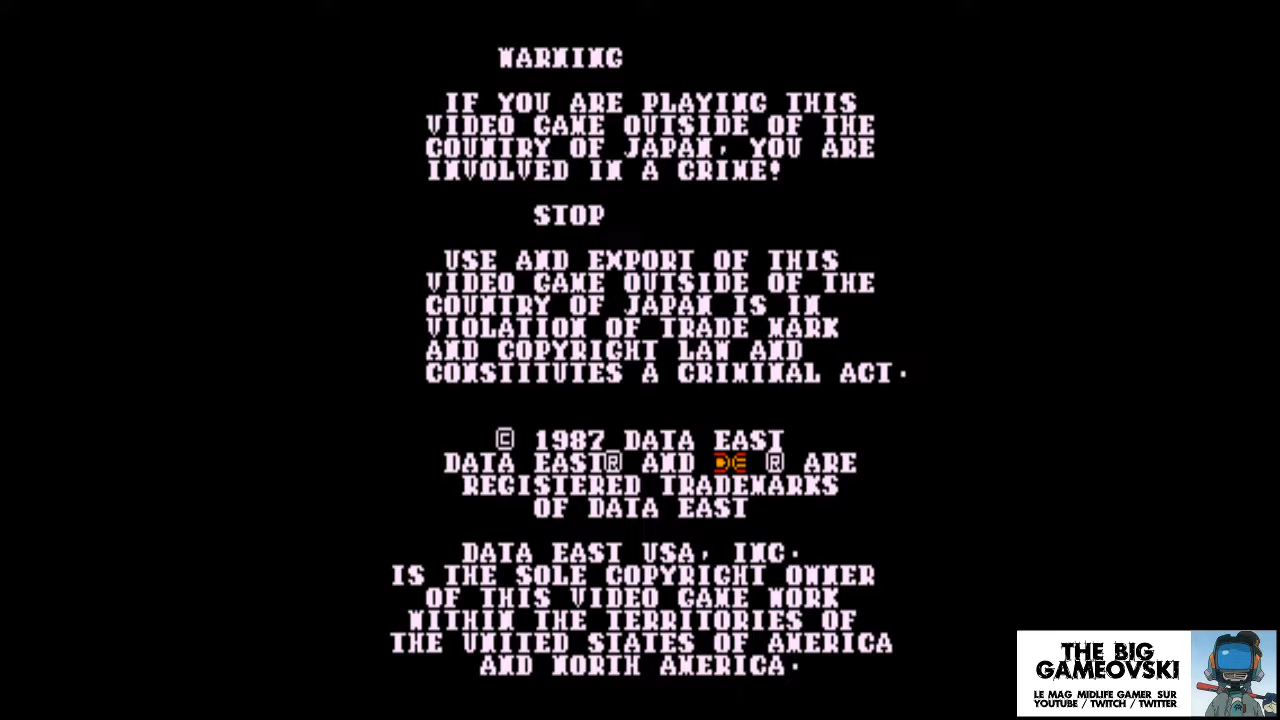 WARNING
IF YOU ARE PLAYING THIS
VIDEO GAME OUTSIDE OF THE
COUNTRY OF JAPAN, YOU ARE
INVOLVED IN A CRIME!
STOP
USE AND EXPORT OF THIS
VIDEO GAME OUTSIDE OF THE
COUNTRY OF JAPAN IS IN
VIOLATION OF TRADE MARK
AND COPYRIGHT LAW AND
CONSTITUTES A CRIMINAL ACT.
© 1987 DATA EAST
DATA EAST® AND DE ® ARE
REGISTERED TRADEMARKS
OF DATA EAST
DATA EAST USA, INC.
IS THE SOLE COPYRIGHT OWNER
OF THIS VIDEO GAME WORK
WITHIN THE TERRITORIES OF
THE UNITED STATES OF AMERICA
AND NORTH AMERICA.
THE BIG
GAMEOVSKI
LE MAG MIDLIFE GAMER SUR
YOUTUBE / TWITCH / TWITTER